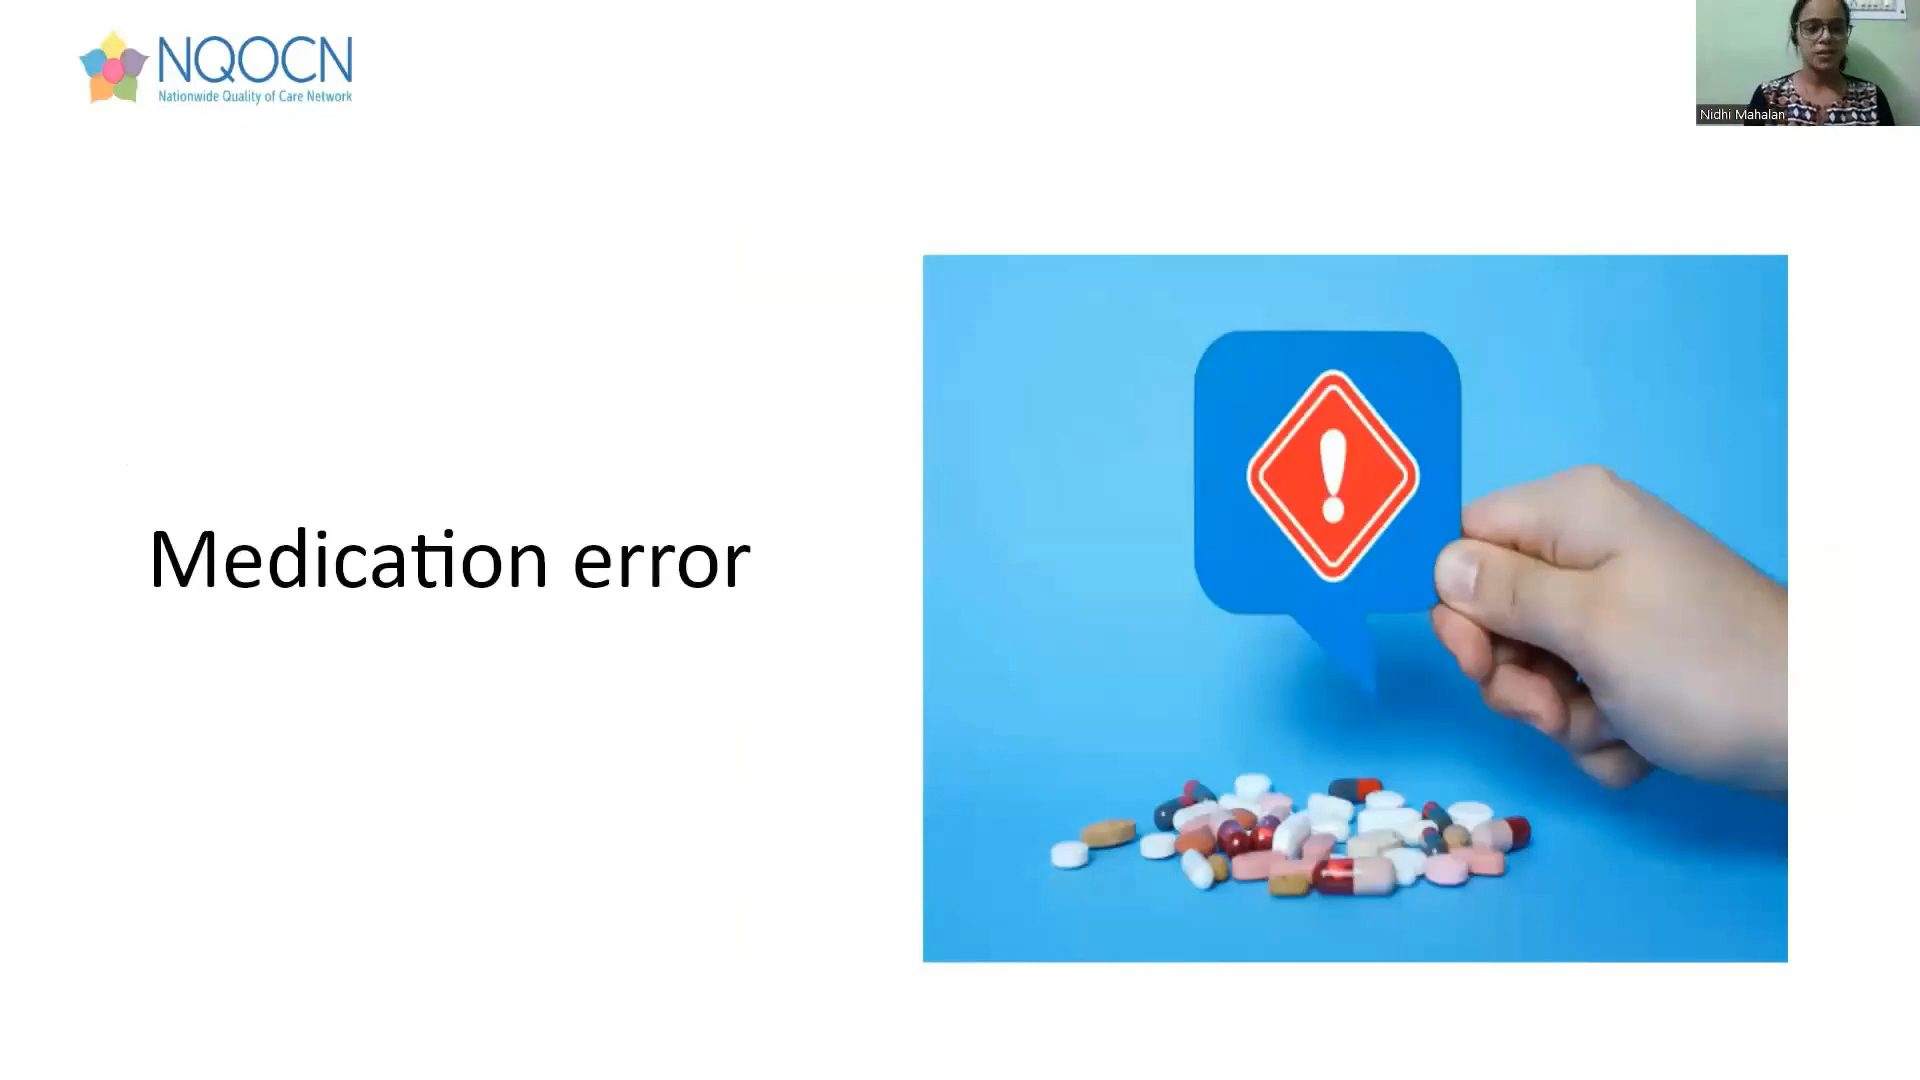 NQOCN
Nationwide Quality of Care Network
Nidhi Mahalan
Medication error
!